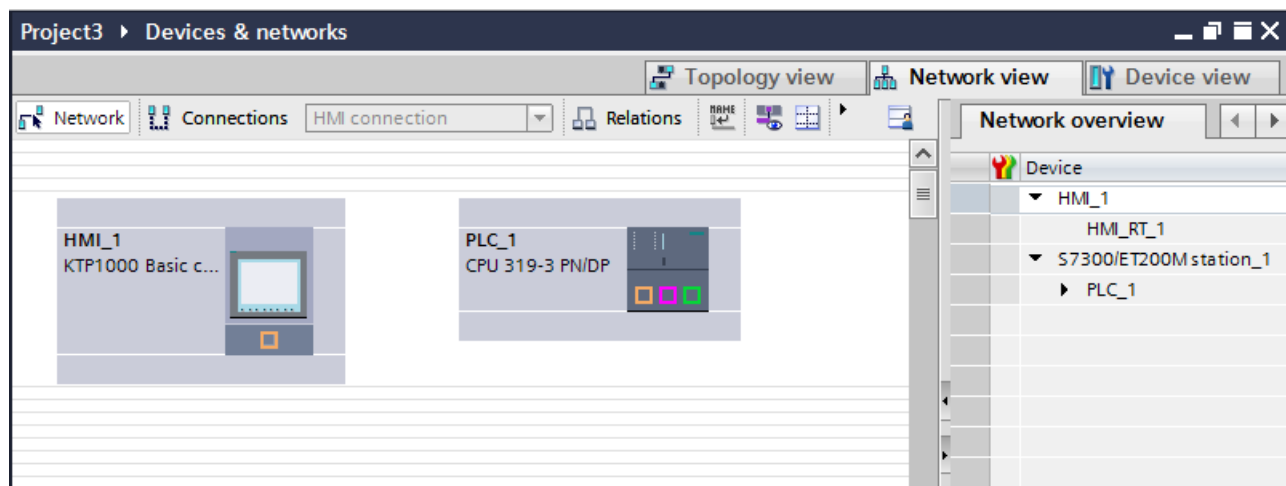 Project3 ▸ Devices & networks
Topology view Network view Device view
Network Connections HMI connection Relations NAME Network overview
Device
HMI_1
HMI_RT_1
S7300/ET200M station_1
PLC_1
HMI_1
KTP1000 Basic c...
PLC_1
CPU 319-3 PN/DP